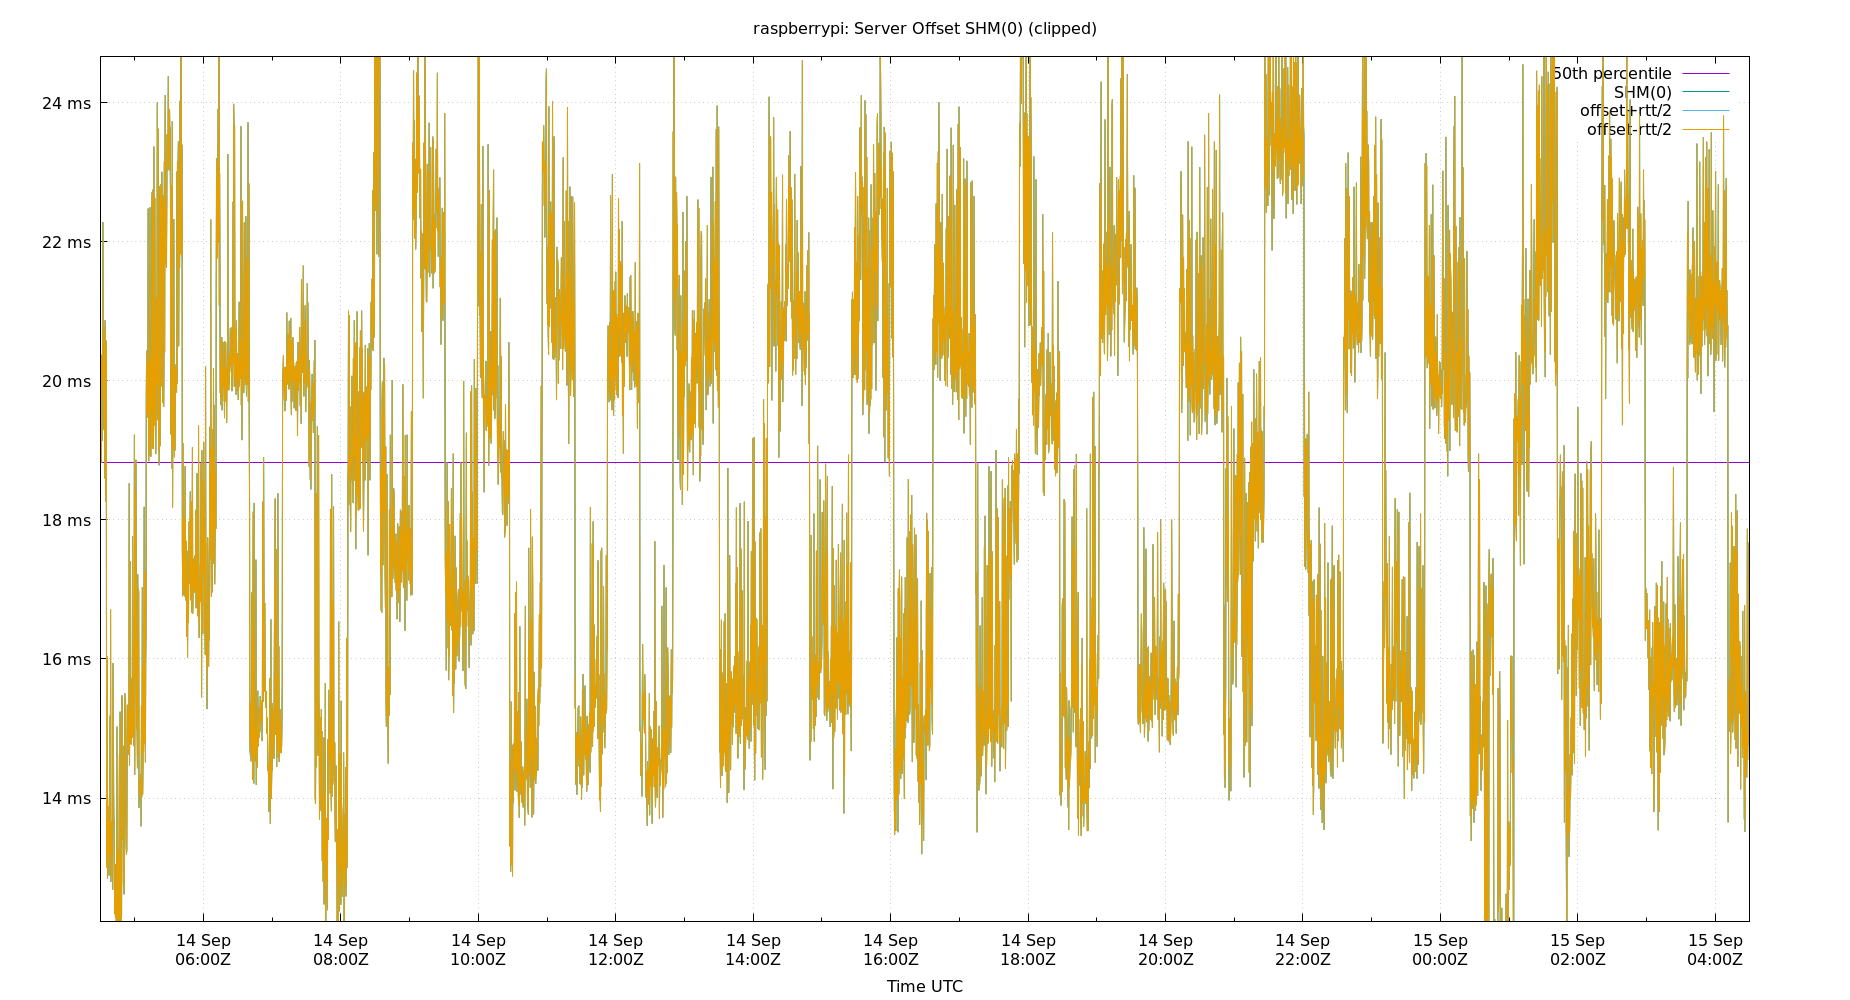 raspberrypi: Server Offset SHM(0) (clipped)
50th percentile
SHM(0)
offset+rtt/2
offset-rtt/2
24 ms
22 ms
20 ms
18 ms
16 ms
14 ms
14 Sep 14 Sep 14 Sep 14 Sep 14 Sep 14 Sep 14 Sep 14 Sep 14 Sep 15 Sep 15 Sep 15 Sep
06:00Z 08:00Z 10:00Z 12:00Z 14:00Z 16:00Z 18:00Z 20:00Z 22:00Z 00:00Z 02:00Z 04:00Z
Time UTC